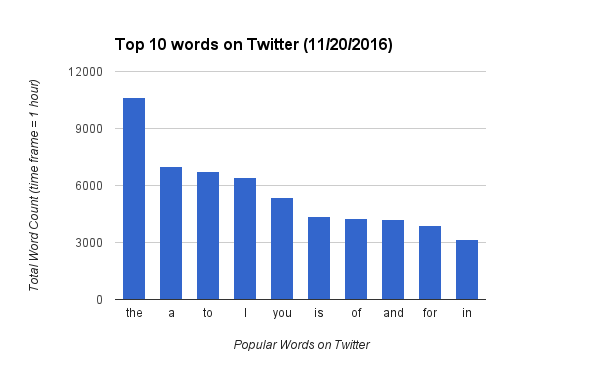 Top 10 words on Twitter (11/20/2016)
Total Word Count (time frame = 1 hour)
12000
9000
6000
3000
0
the a to I you is of and for in
Popular Words on Twitter